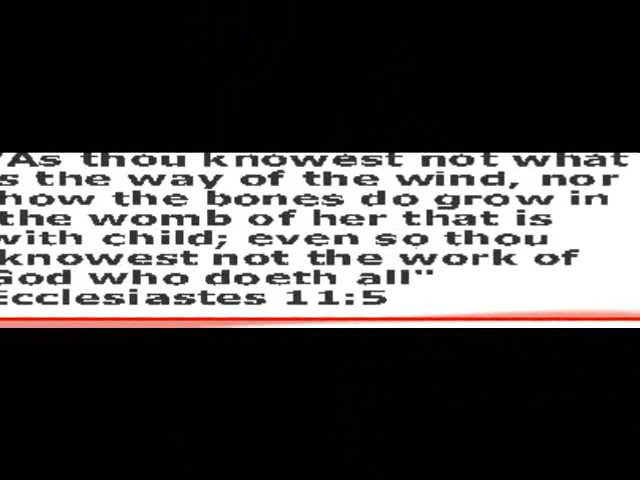 "As thou knowest not what
is the way of the wind, nor
how the bones do grow in
the womb of her that is
with child; even so thou
knowest not the work of
God who doeth all"
Ecclesiastes 11:5